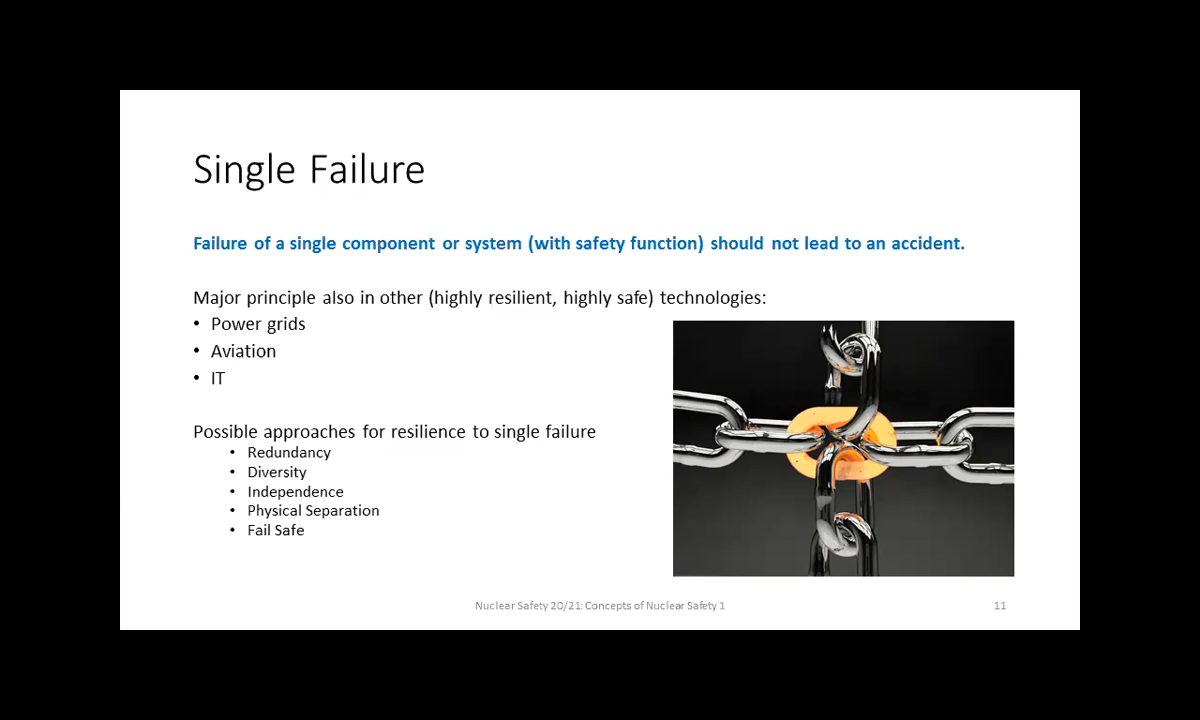 Single Failure
Failure of a single component or system (with safety function) should not lead to an accident.
Major principle also in other (highly resilient, highly safe) technologies:
• Power grids
• Aviation
• IT
Possible approaches for resilience to single failure
• Redundancy
• Diversity
• Independence
• Physical Separation
• Fail Safe
Nuclear Safety 20/21: Concepts of Nuclear Safety 1
11